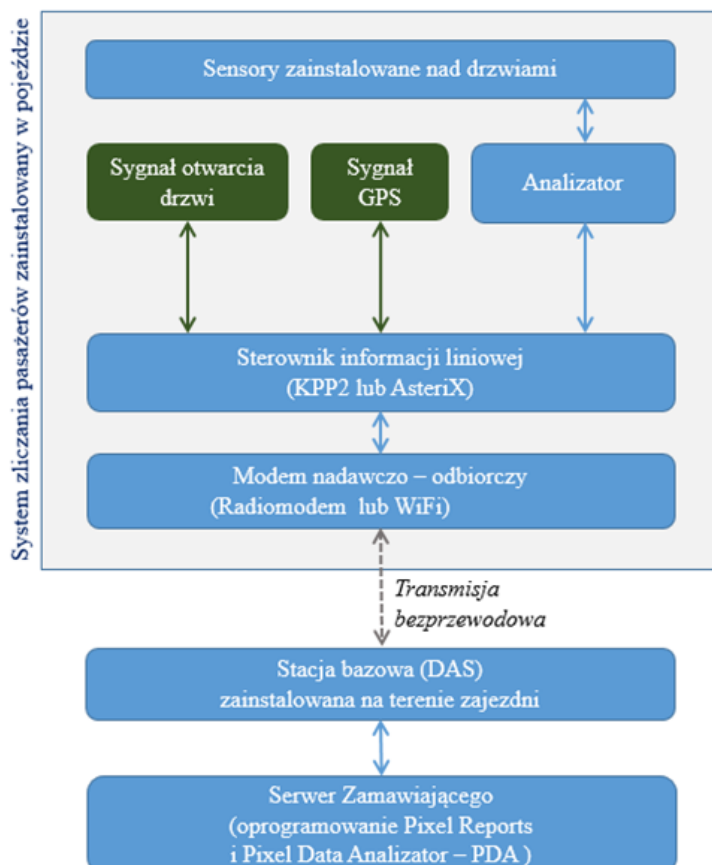 System zliczania pasażerów zainstalowany w pojeździe
Sensory zainstalowane nad drzwiami
Sygnał otwarcia
drzwi
Sygnał
GPS
Analizator
Sterownik informacji liniowej
(KPP2 lub AsteriX)
Modem nadawczo – odbiorczy
(Radiomodem lub WiFi)
Transmisja
bezprzewodowa
Stacja bazowa (DAS)
zainstalowana na terenie zajezdni
Serwer Zamawiającego
(oprogramowanie Pixel Reports
i Pixel Data Analizator – PDA )